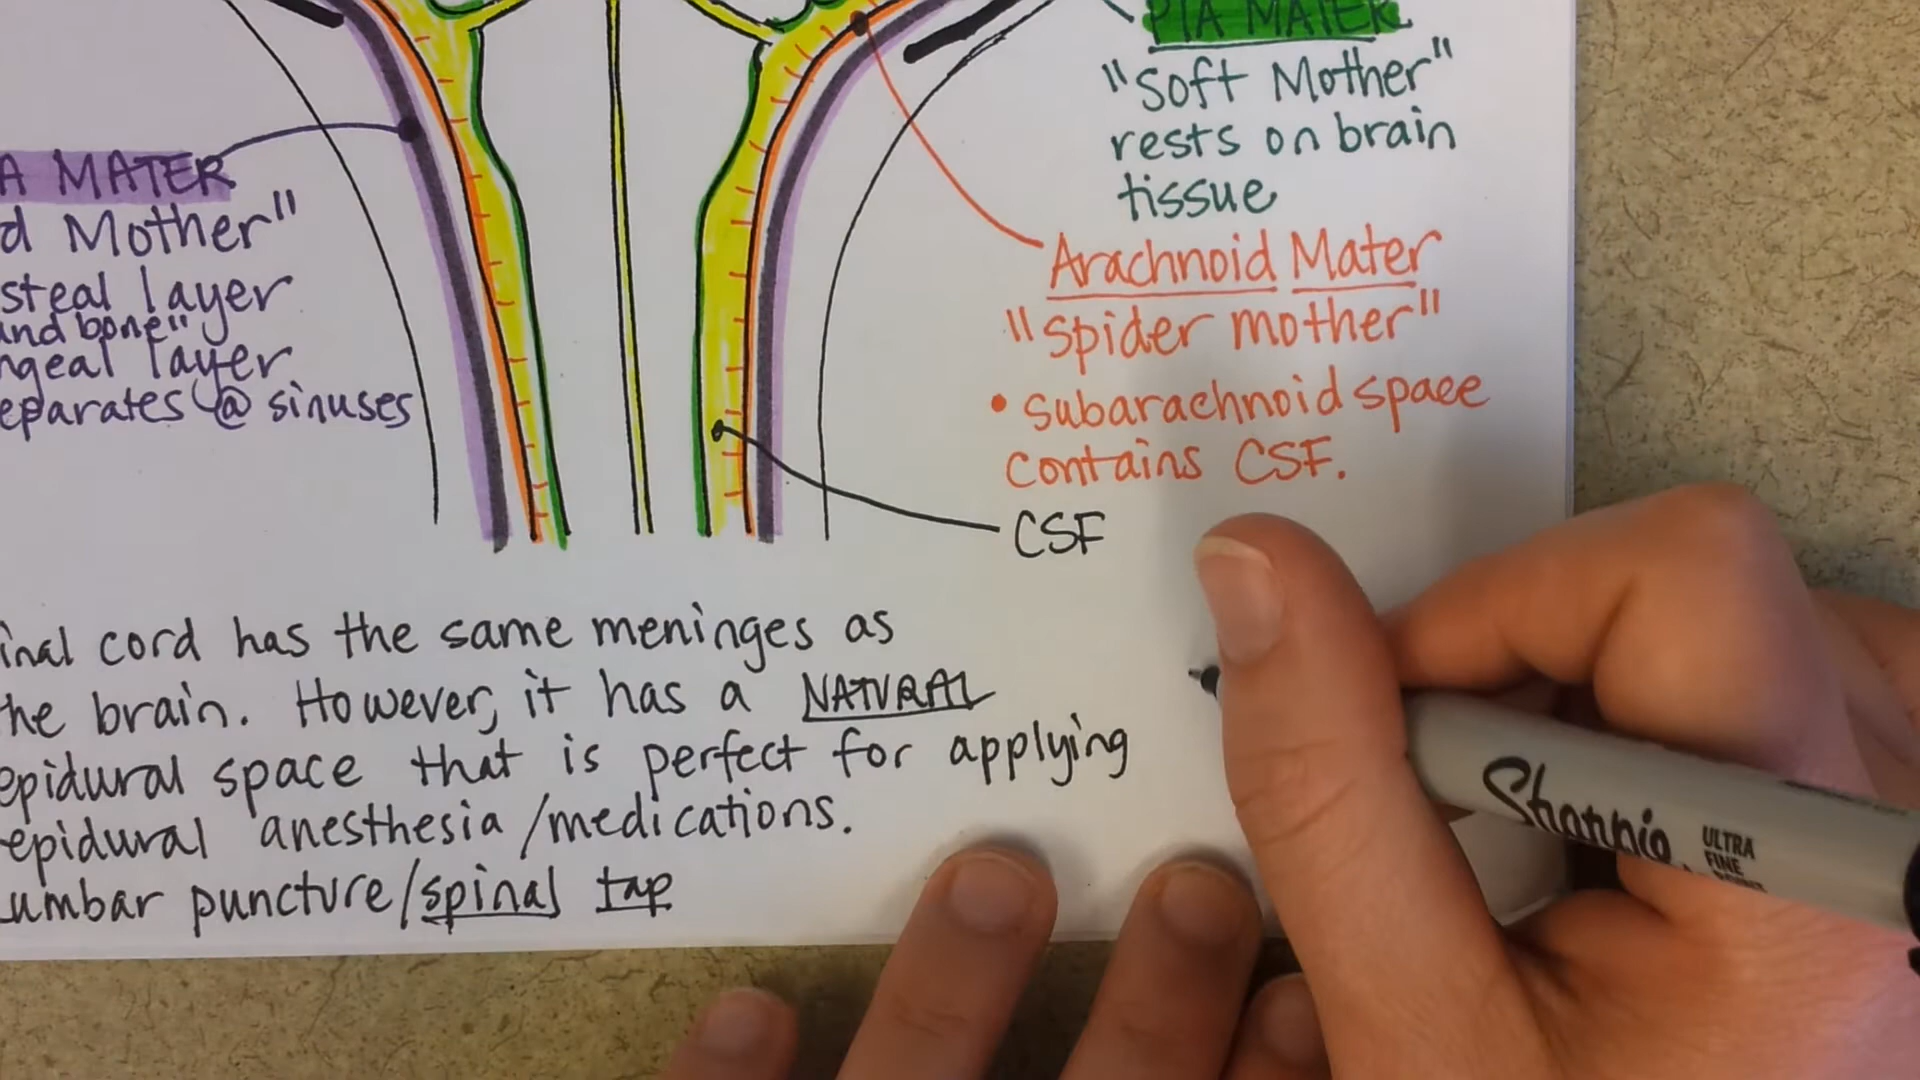 PIA MATER
"Soft Mother"
rests on brain
tissue
A MATER
d Mother"
steal layer
and bone"
ngeal layer
eparates @ sinuses
Arachnoid Mater
"spider mother"
• subarachnoid space
contains CSF.
CSF
inal cord has the same meninges as
he brain. However, it has a NATURAL
epidural space that is perfect for applying
epidural anesthesia/medications.
umbar puncture/spinal tap
Sharpie
ULTRA
FINE